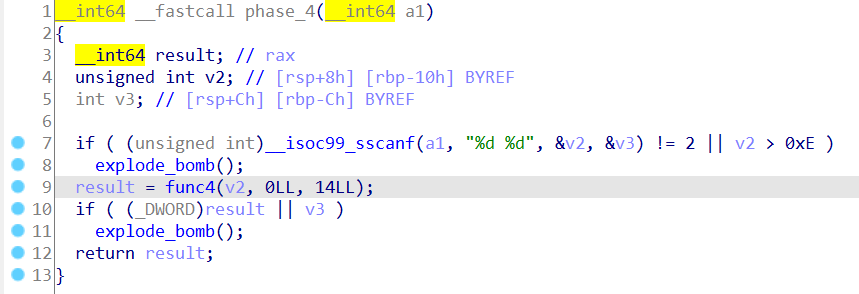 1 __int64 __fastcall phase_4(__int64 a1)
2 {
3   __int64 result; // rax
4   unsigned int v2; // [rsp+8h] [rbp-10h] BYREF
5   int v3; // [rsp+Ch] [rbp-Ch] BYREF
6
7   if ( (unsigned int)__isoc99_sscanf(a1, "%d %d", &v2, &v3) != 2 || v2 > 0xE )
8     explode_bomb();
9   result = func4(v2, 0LL, 14LL);
10   if ( (_DWORD)result || v3 )
11     explode_bomb();
12   return result;
13 }